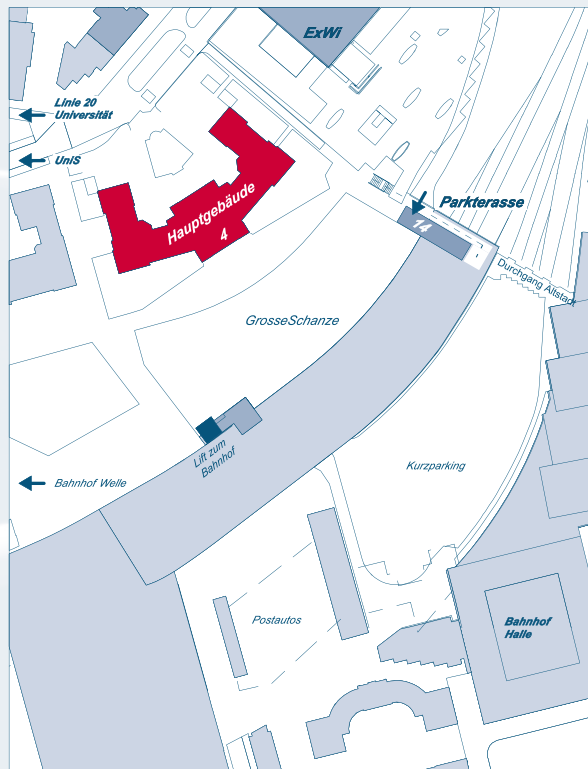 ExWi
Linie 20
Universität
UniS
Hauptgebäude
4
Parkterasse
14
Durchgang Altstadt
GrosseSchanze
Lift zum
Bahnhof
Kurzparking
Bahnhof Welle
Postautos
Bahnhof
Halle